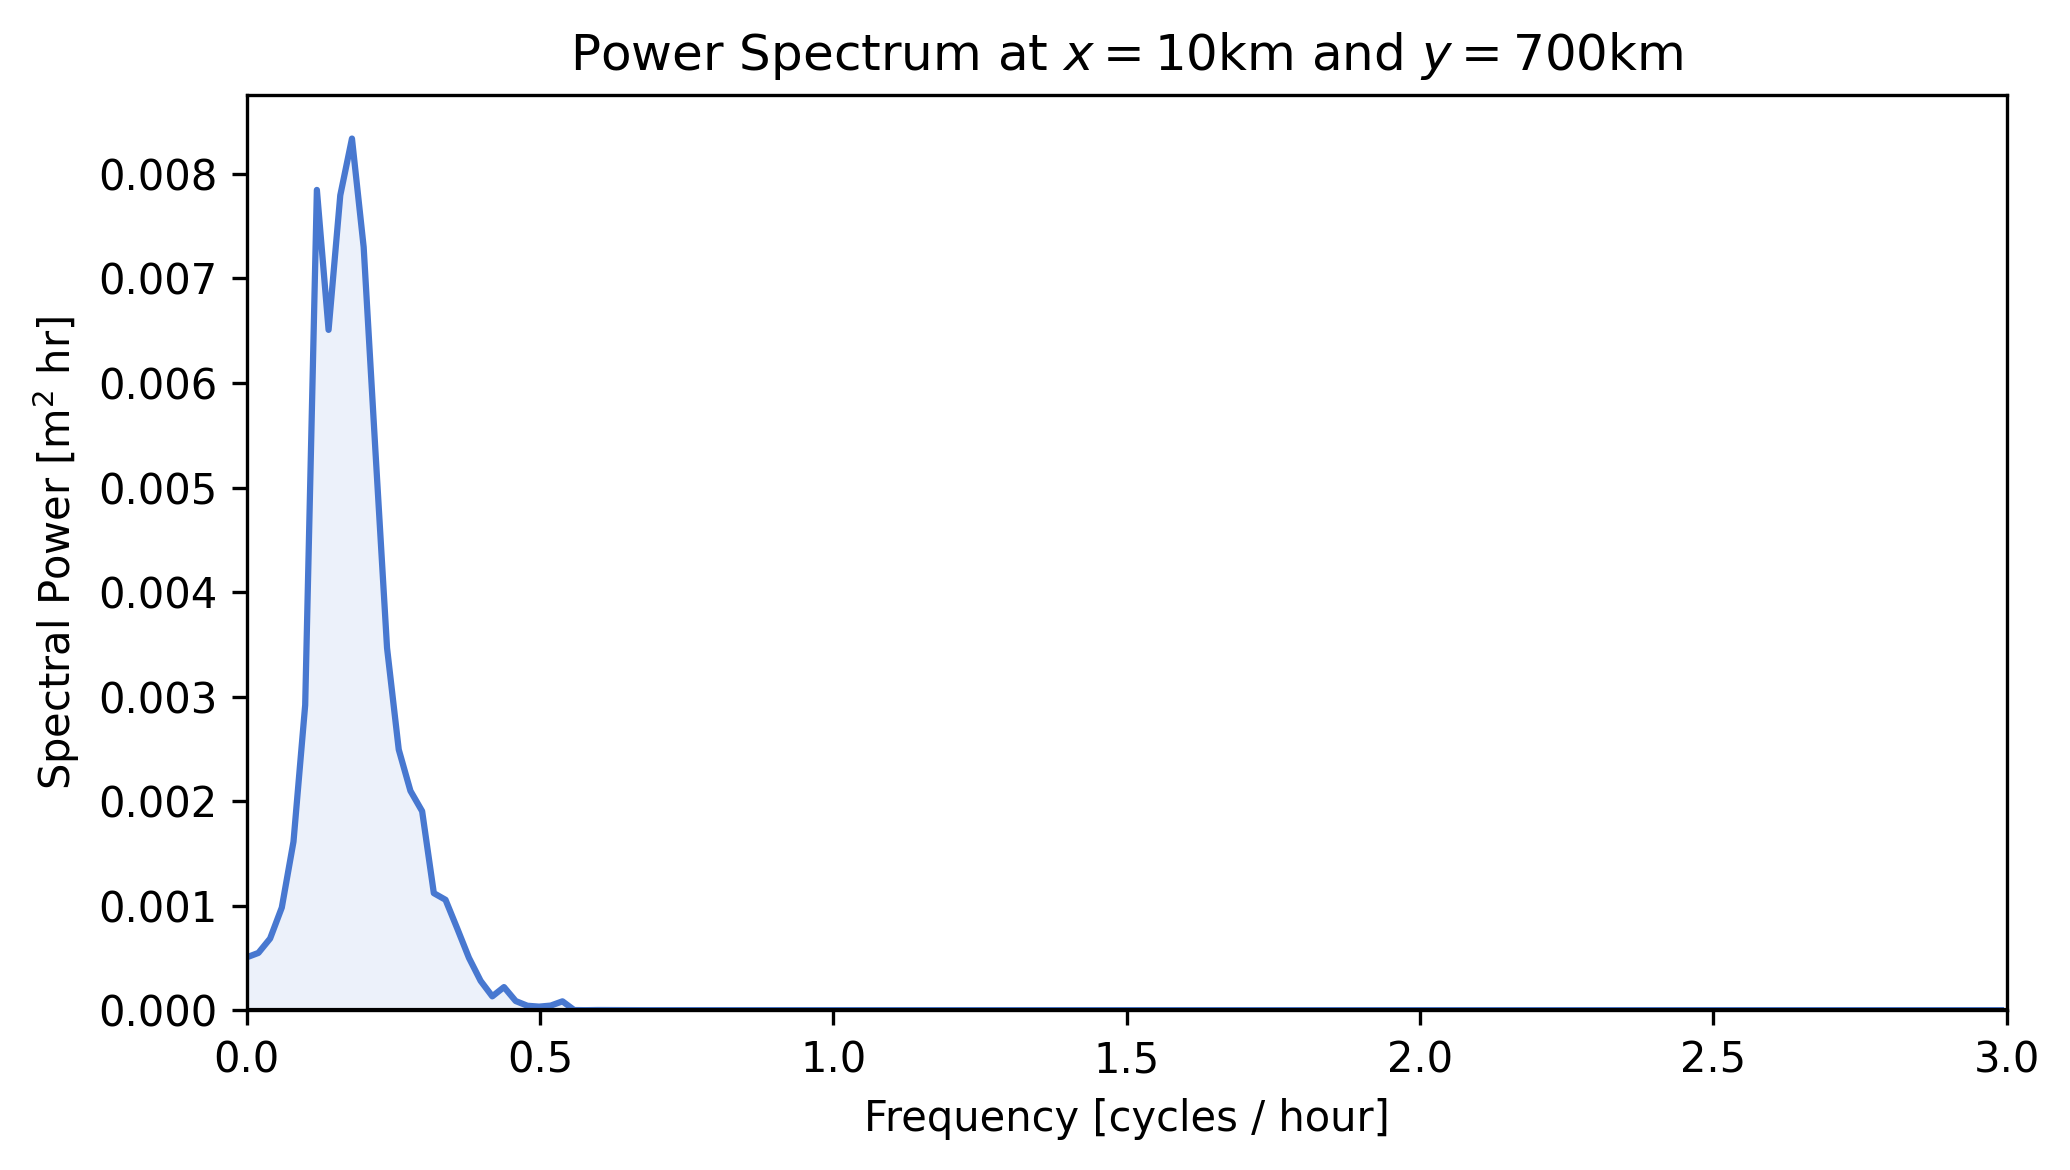 Power Spectrum at x = 10km and y = 700km
Spectral Power [m² hr]
0.008
0.007
0.006
0.005
0.004
0.003
0.002
0.001
0.000
0.0 0.5 1.0 1.5 2.0 2.5 3.0
Frequency [cycles / hour]